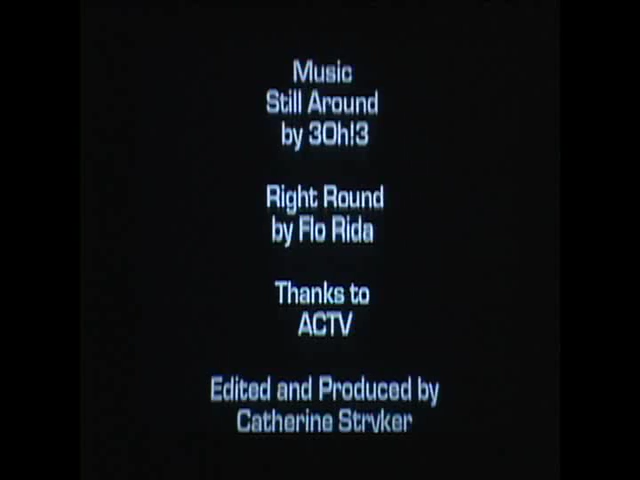 Music
Still Around
by 3Oh!3
Right Round
by Flo Rida
Thanks to
ACTV
Edited and Produced by
Catherine Stryker